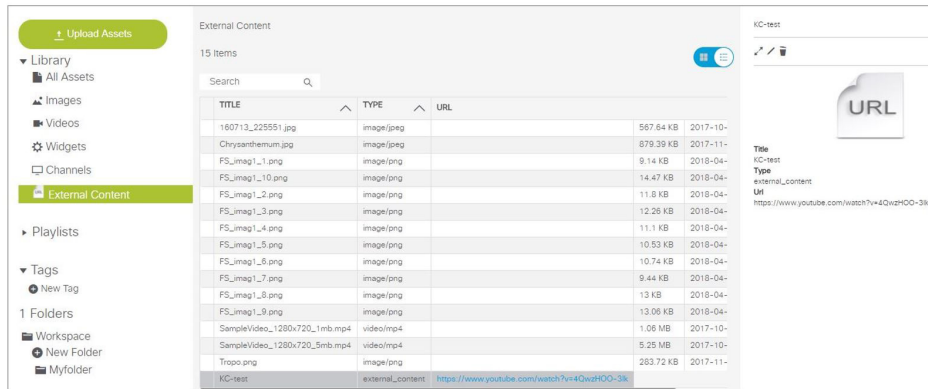 Upload Assets
Library
All Assets
Images
Videos
Widgets
Channels
External Content
Playlists
Tags
New Tag
1 Folders
Workspace
New Folder
Myfolder
External Content
15 Items
Search
TITLE TYPE URL
160713_225551.jpg image/jpeg 567.64 KB 2017-10-
Chrysanthemum.jpg image/jpeg 879.39 KB 2017-11-
FS_imag1_1.png image/png 9.14 KB 2018-04-
FS_imag1_10.png image/png 14.47 KB 2018-04-
FS_imag1_2.png image/png 11.8 KB 2018-04-
FS_imag1_3.png image/png 12.26 KB 2018-04-
FS_imag1_4.png image/png 11.1 KB 2018-04-
FS_imag1_5.png image/png 10.53 KB 2018-04-
FS_imag1_6.png image/png 10.74 KB 2018-04-
FS_imag1_7.png image/png 9.44 KB 2018-04-
FS_imag1_8.png image/png 13 KB 2018-04-
FS_imag1_9.png image/png 13.06 KB 2018-04-
SampleVideo_1280x720_1mb.mp4 video/mp4 1.06 MB 2017-10-
SampleVideo_1280x720_5mb.mp4 video/mp4 5.25 MB 2017-10-
Tropo.png image/png 283.72 KB 2017-11-
KC-test external_content https://www.youtube.com/watch?v=4QwzHOO-3lk
KC-test
URL
Title
KC-test
Type
external_content
Url
https://www.youtube.com/watch?v=4QwzHOO-3lk